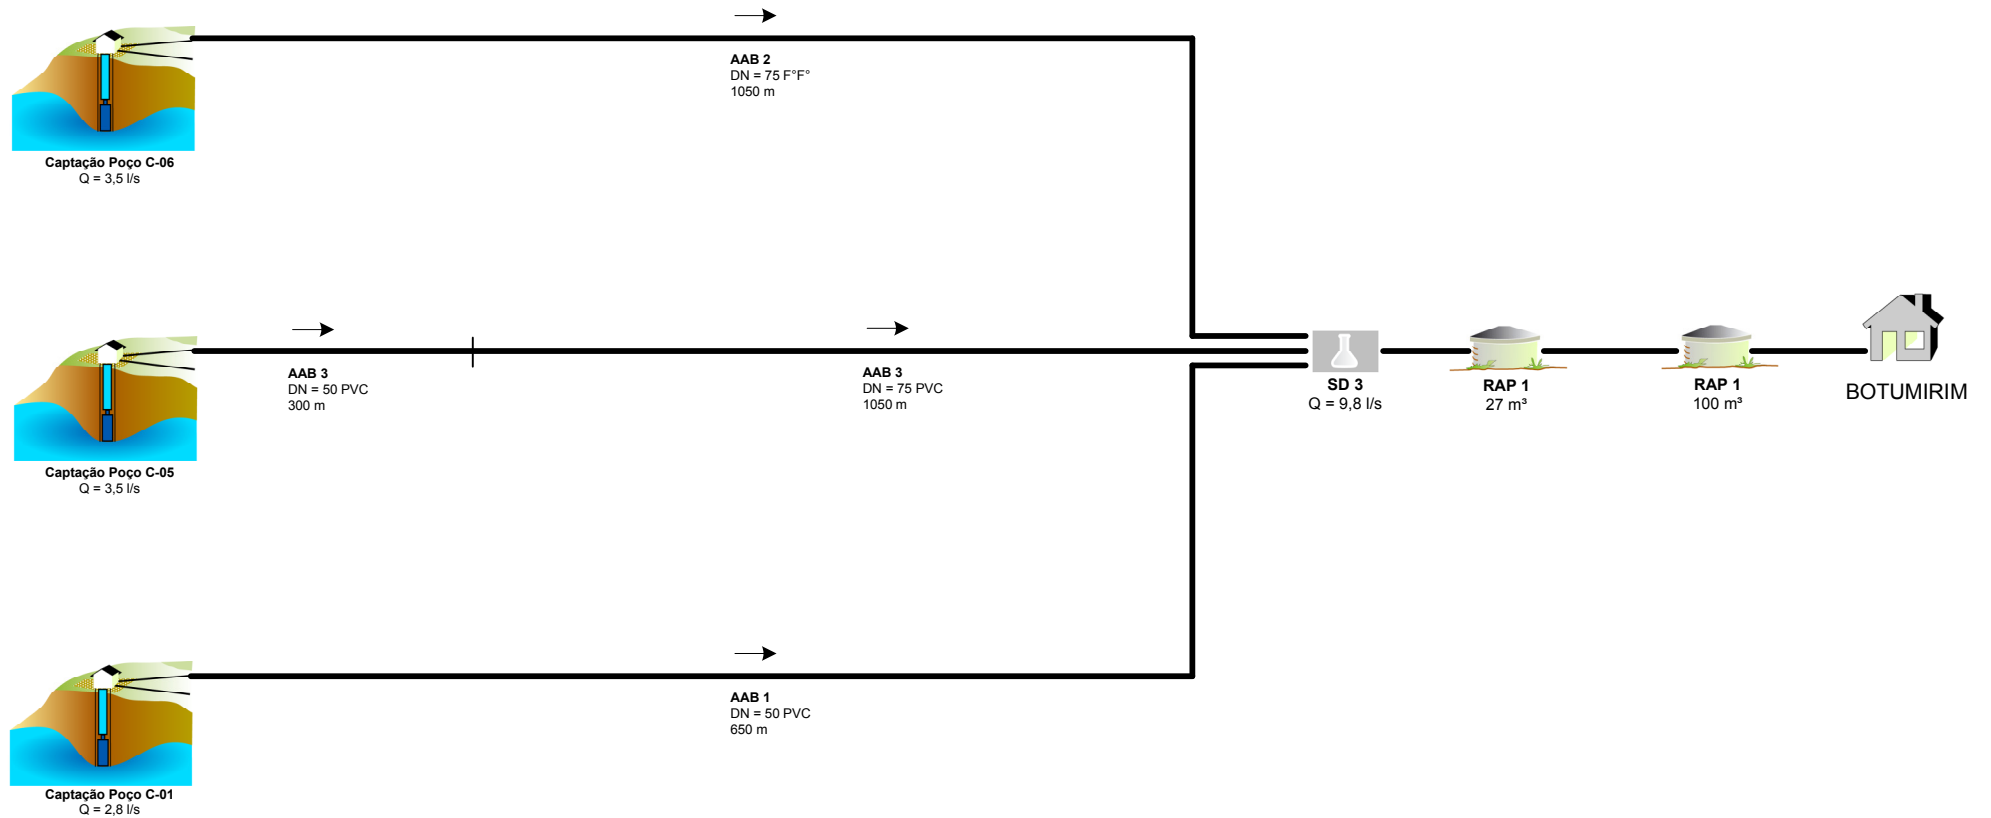 AAB 2
DN = 75 F°F°
1050 m
Captação Poço C-06
Q = 3,5 l/s
AAB 3
DN = 50 PVC
300 m
AAB 3
DN = 75 PVC
1050 m
SD 3
Q = 9,8 l/s
RAP 1
27 m³
RAP 1
100 m³
BOTUMIRIM
Captação Poço C-05
Q = 3,5 l/s
AAB 1
DN = 50 PVC
650 m
Captação Poço C-01
Q = 2,8 l/s